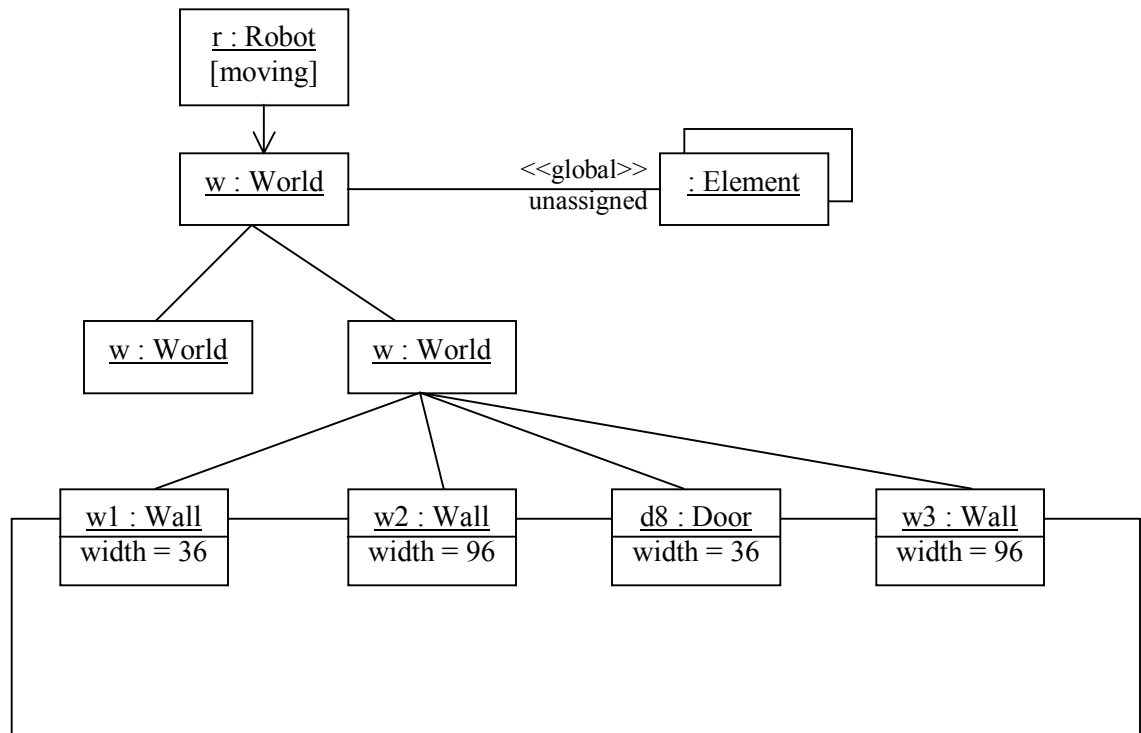 r : Robot
[moving]
w : World
<<global>>
unassigned
: Element
w : World
w : World
w1 : Wall
width = 36
w2 : Wall
width = 96
d8 : Door
width = 36
w3 : Wall
width = 96